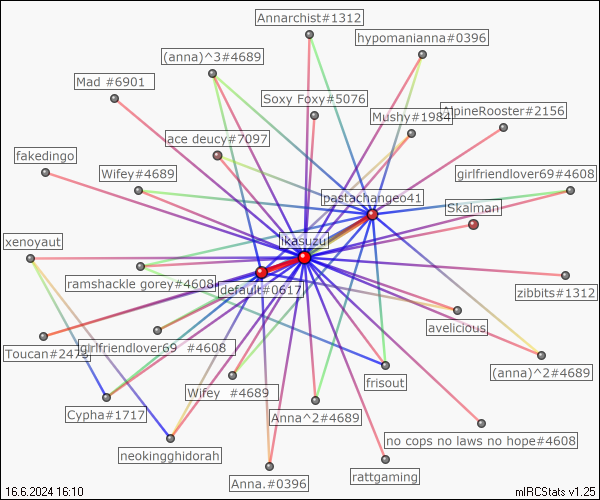 Annarchist#1312
hypomanianna#0396
(anna)^3#4689
Mad #6901
Soxy Foxy#5076
Mushy#1984
AlpineRooster#2156
ace deucy#7097
fakedingo
Wifey#4689
girlfriendlover69#4608
pastachangeo41
Skalman
xenoyaut
ikasuzu
ramshackle gorey#4608
default#0617
zibbits#1312
avelicious
Toucan#247
girlfriendlover69 #4608
(anna)^2#4689
frisout
Wifey #4689
Cypha#1717
Anna^2#4689
no cops no laws no hope#4608
neokingghidorah
Anna.#0396
rattgaming
16.6.2024 16:10
mIRCStats v1.25